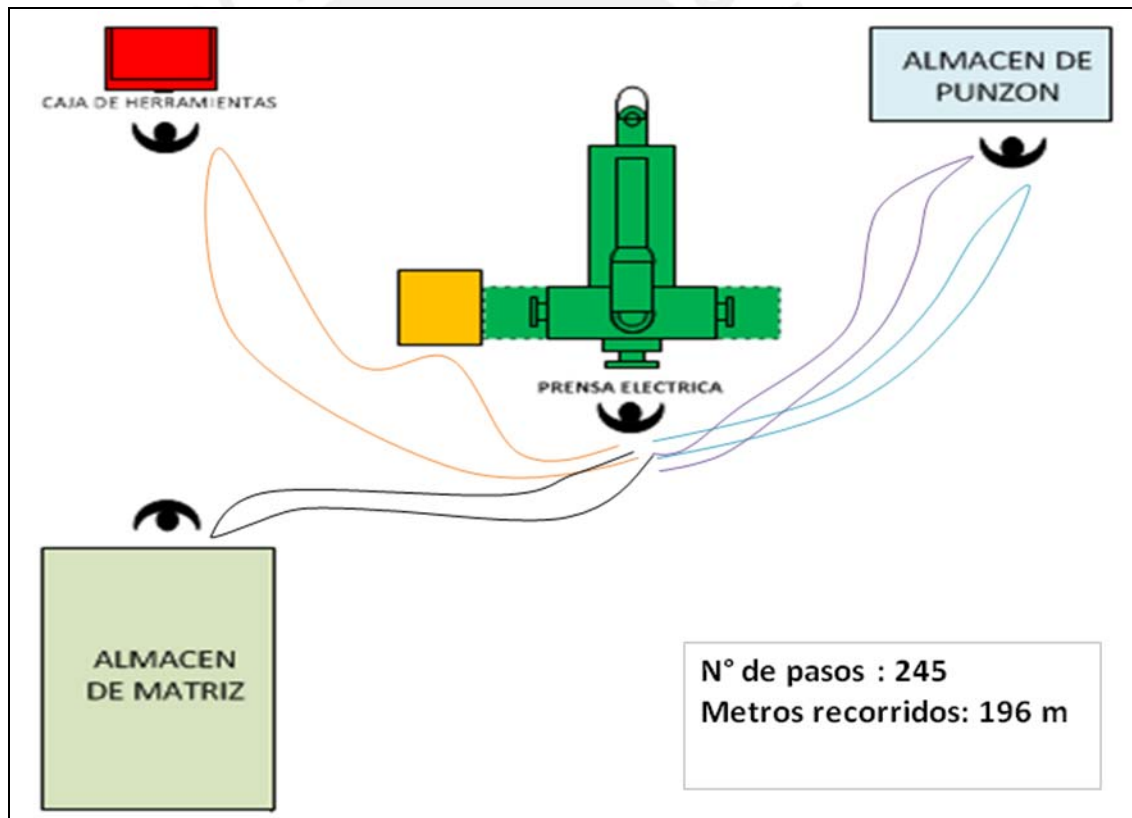 CAJA DE HERRAMIENTAS
ALMACEN DE
PUNZON
PRENSA ELECTRICA
ALMACEN
DE MATRIZ
N° de pasos : 245
Metros recorridos: 196 m